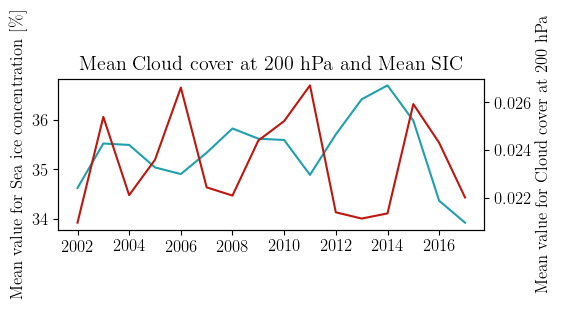 Mean Cloud cover at 200 hPa and Mean SIC
Mean value for Sea ice concentration [%]
36
35
34
2002 2004 2006 2008 2010 2012 2014 2016
0.026
0.024
0.022
Mean value for Cloud cover at 200 hPa